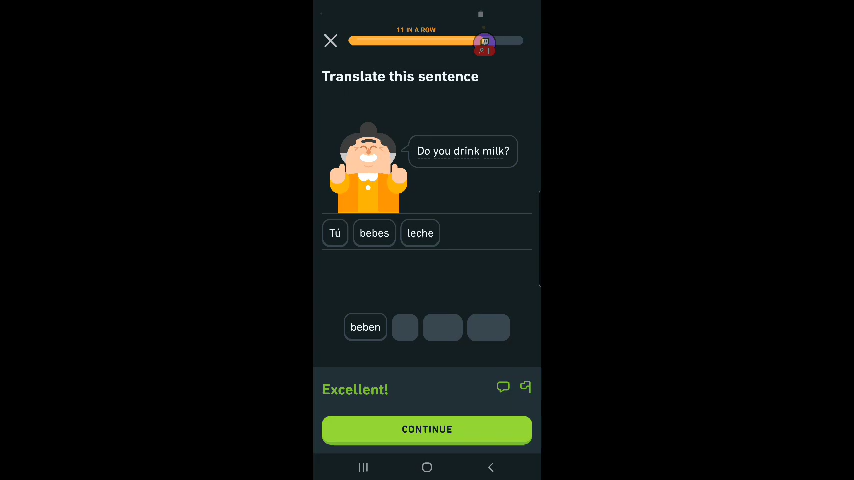 11 IN A ROW
Translate this sentence
Do you drink milk?
Tú bebes leche
beben
Excellent!
CONTINUE